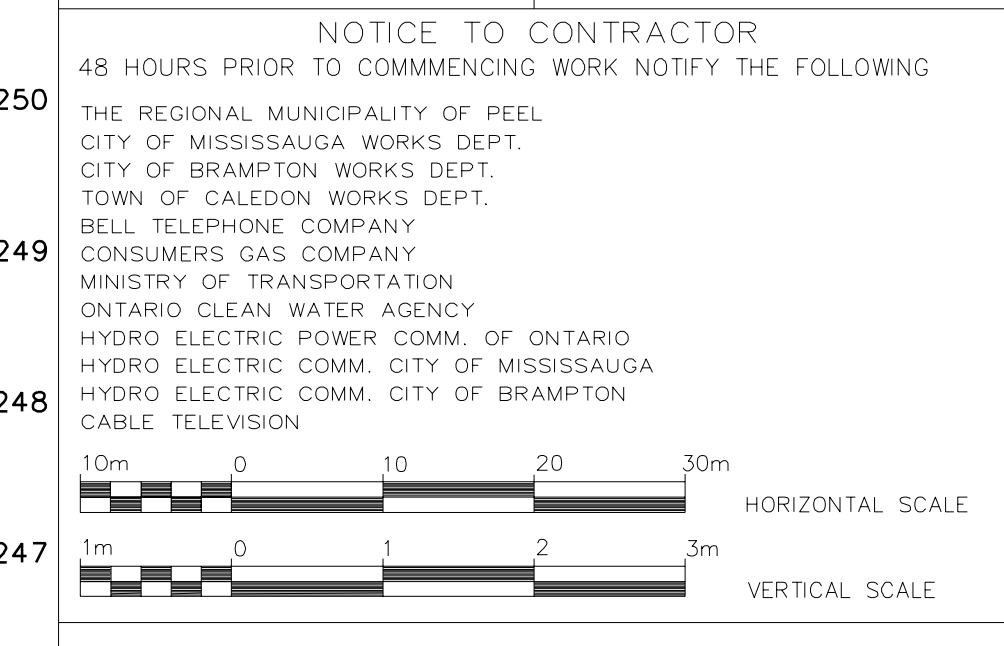 NOTICE TO CONTRACTOR
48 HOURS PRIOR TO COMMMENCING WORK NOTIFY THE FOLLOWING
250
THE REGIONAL MUNICIPALITY OF PEEL
CITY OF MISSISSAUGA WORKS DEPT.
CITY OF BRAMPTON WORKS DEPT.
TOWN OF CALEDON WORKS DEPT.
BELL TELEPHONE COMPANY
249
CONSUMERS GAS COMPANY
MINISTRY OF TRANSPORTATION
ONTARIO CLEAN WATER AGENCY
HYDRO ELECTRIC POWER COMM. OF ONTARIO
HYDRO ELECTRIC COMM. CITY OF MISSISSAUGA
HYDRO ELECTRIC COMM. CITY OF BRAMPTON
248
CABLE TELEVISION
10m 0 10 20 30m
HORIZONTAL SCALE
247
1m 0 1 2 3m
VERTICAL SCALE